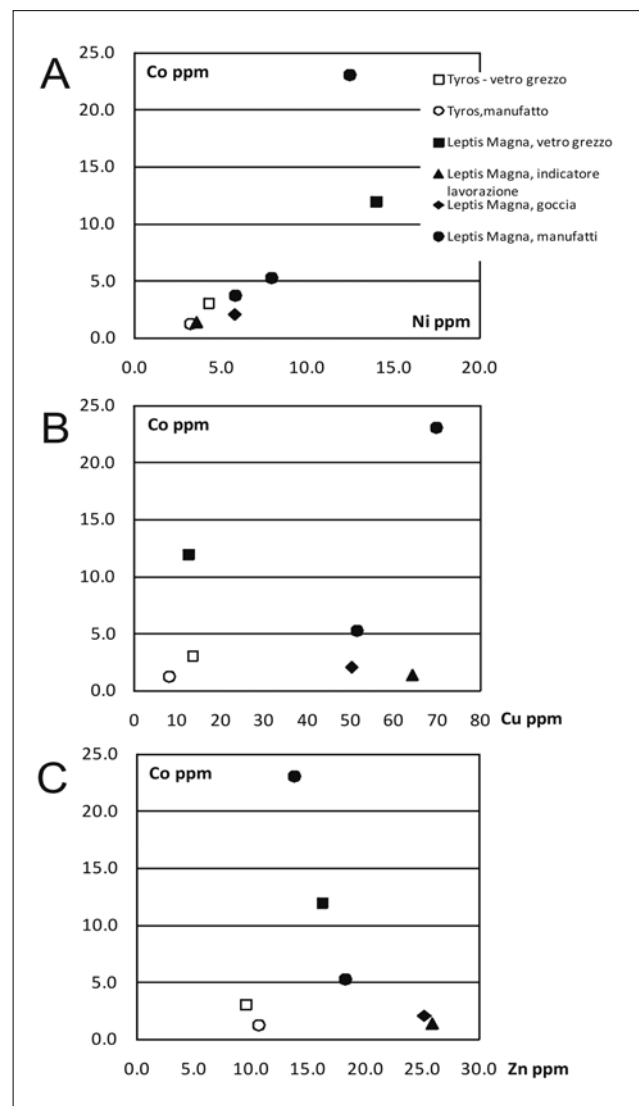 A
Co ppm
25.0
20.0
15.0
10.0
5.0
0.0
0.0 5.0 10.0 15.0 20.0
Ni ppm
Tyros - vetro grezzo
Tyros,manufatto
Leptis Magna, vetro grezzo
Leptis Magna, indicatore
lavorazione
Leptis Magna, goccia
Leptis Magna, manufatti
B
Co ppm
25.0
20.0
15.0
10.0
5.0
0.0
0 10 20 30 40 50 60 70 80 Cu ppm
C
Co ppm
25.0
20.0
15.0
10.0
5.0
0.0
0.0 5.0 10.0 15.0 20.0 25.0 30.0
Zn ppm